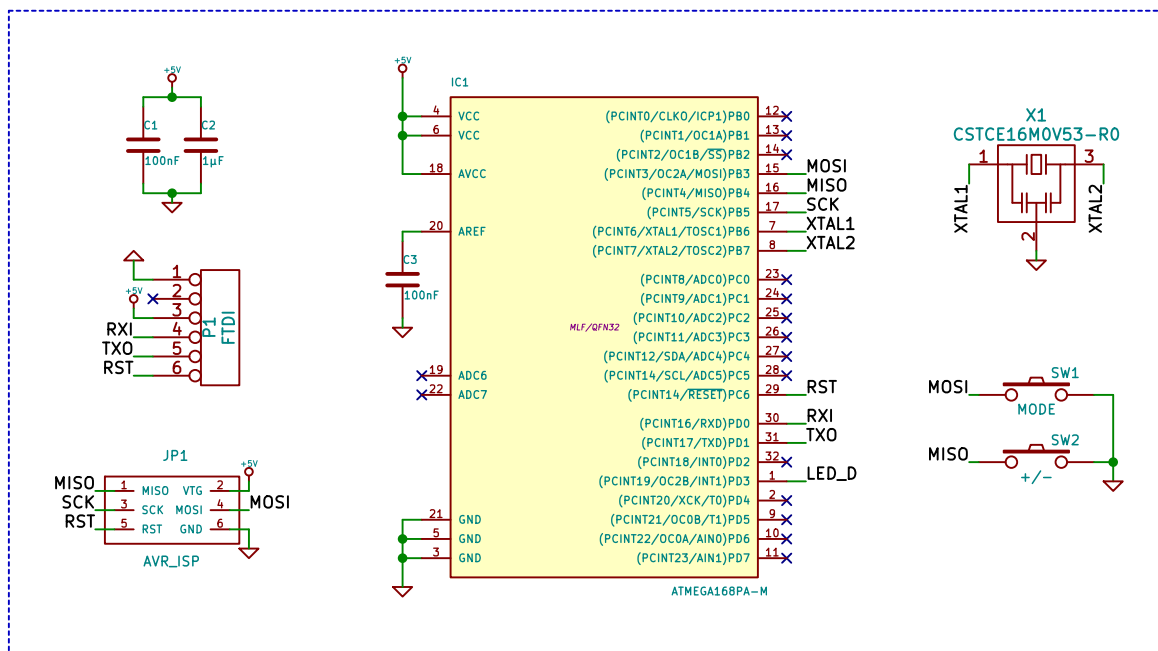 +5V
C1
C2
100nF
1µF
1
2
3
4
5
6
P1
FTDI
+5V
RXI
TXO
RST
JP1
+5V
MISO
SCK
RST
1
3
5
MISO VTG
SCK MOSI
RST GND
2
4
6
MOSI
AVR_ISP
+5V
IC1
4 VCC
6 VCC
18 AVCC
20 AREF
C3
100nF
MLF/QFN32
19 ADC6
22 ADC7
21 GND
5 GND
3 GND
(PCINT0/CLKO/ICP1)PB0 12
(PCINT1/OC1A)PB1 13
(PCINT2/OC1B/SS)PB2 14
(PCINT3/OC2A/MOSI)PB3 15 MOSI
(PCINT4/MISO)PB4 16 MISO
(PCINT5/SCK)PB5 17 SCK
(PCINT6/XTAL1/TOSC1)PB6 7 XTAL1
(PCINT7/XTAL2/TOSC2)PB7 8 XTAL2
(PCINT8/ADC0)PC0 23
(PCINT9/ADC1)PC1 24
(PCINT10/ADC2)PC2 25
(PCINT11/ADC3)PC3 26
(PCINT12/SDA/ADC4)PC4 27
(PCINT14/SCL/ADC5)PC5 28
(PCINT14/RESET)PC6 29 RST
(PCINT16/RXD)PD0 30 RXI
(PCINT17/TXD)PD1 31 TXO
(PCINT18/INT0)PD2 32
(PCINT19/OC2B/INT1)PD3 1 LED_D
(PCINT20/XCK/T0)PD4 2
(PCINT21/OC0B/T1)PD5 9
(PCINT22/OC0A/AIN0)PD6 10
(PCINT23/AIN1)PD7 11
ATMEGA168PA-M
X1
CSTCE16M0V53-R0
1
3
2
XTAL1
XTAL2
MOSI
SW1
MODE
MISO
SW2
+/-